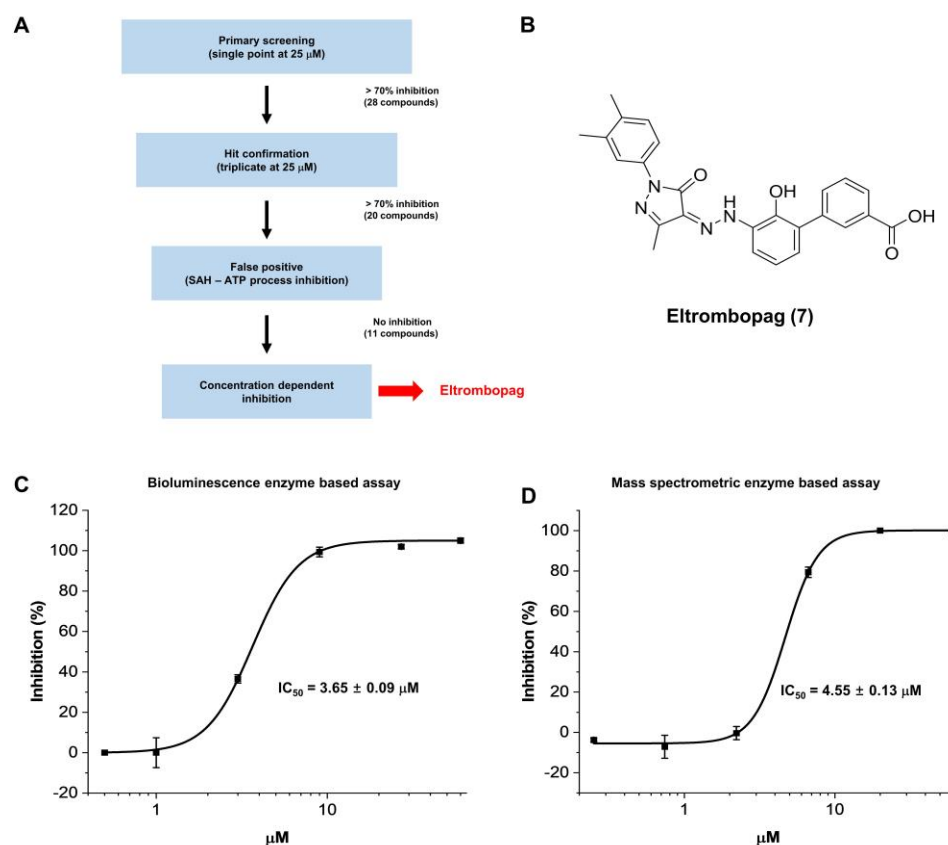 A
Primary screening
(single point at 25 μM)
> 70% inhibition
(28 compounds)
Hit confirmation
(triplicate at 25 μM)
> 70% inhibition
(20 compounds)
False positive
(SAH – ATP process inhibition)
No inhibition
(11 compounds)
Concentration dependent
inhibition
Eltrombopag
B
O
OH
H
N
N
N
N
OH
O
Eltrombopag (7)
C
Bioluminescence enzyme based assay
Inhibition (%)
120
100
80
60
40
20
0
-20
IC50 = 3.65 ± 0.09 μM
1
10
μM
D
Mass spectrometric enzyme based assay
Inhibition (%)
100
80
60
40
20
0
-20
IC50 = 4.55 ± 0.13 μM
1
10
μM